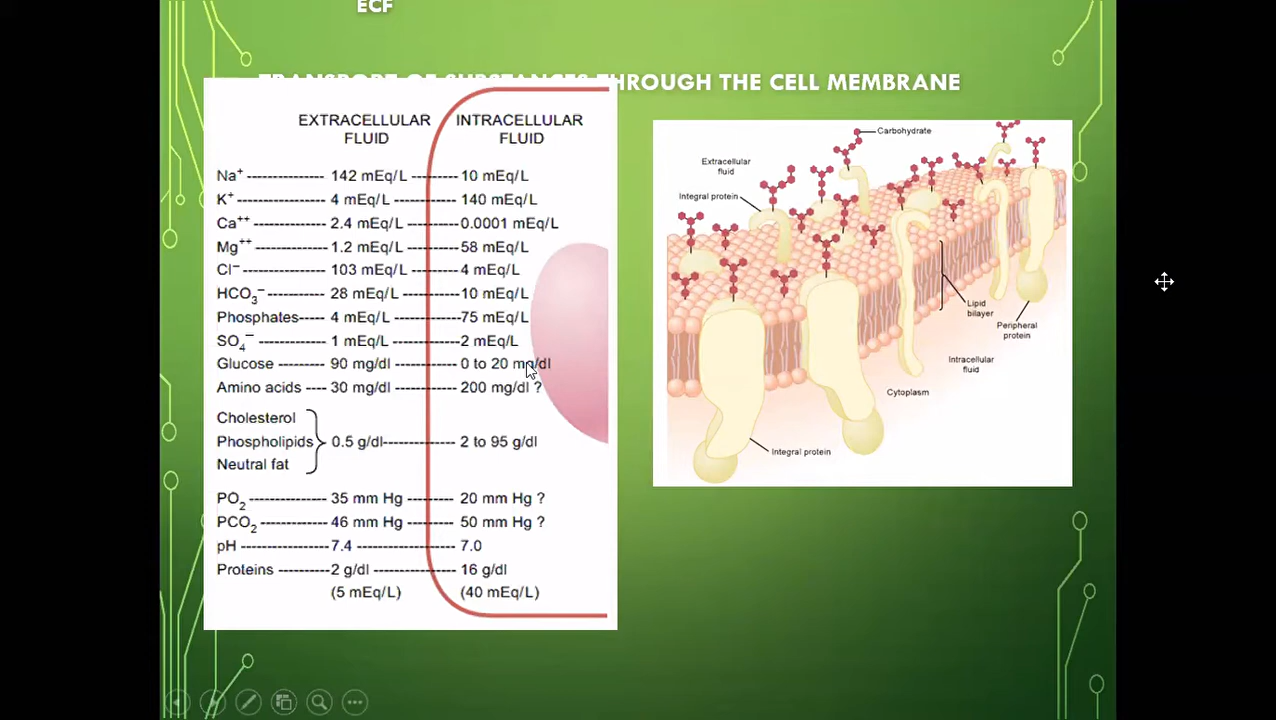 ECF
TRANSPORT OF SUBSTANCES THROUGH THE CELL MEMBRANE
EXTRACELLULAR FLUID
INTRACELLULAR FLUID
Na+ --------------- 142 mEq/L --------- 10 mEq/L
K+ ----------------- 4 mEq/L ------------ 140 mEq/L
Ca++ -------------- 2.4 mEq/L ---------- 0.0001 mEq/L
Mg++ ------------- 1.2 mEq/L ---------- 58 mEq/L
Cl− ---------------- 103 mEq/L --------- 4 mEq/L
HCO3− ----------- 28 mEq/L ----------- 10 mEq/L
Phosphates----- 4 mEq/L ------------- 75 mEq/L
SO4− ------------- 1 mEq/L ------------- 2 mEq/L
Glucose --------- 90 mg/dl ------------ 0 to 20 mg/dl
Amino acids ---- 30 mg/dl ------------ 200 mg/dl ?
Cholesterol
Phospholipids 0.5 g/dl-------------- 2 to 95 g/dl
Neutral fat
PO2 --------------- 35 mm Hg --------- 20 mm Hg ?
PCO2 ------------- 46 mm Hg --------- 50 mm Hg ?
pH ----------------- 7.4 ------------------- 7.0
Proteins ---------- 2 g/dl ---------------- 16 g/dl
(5 mEq/L) (40 mEq/L)
Carbohydrate
Extracellular
fluid
Integral protein
Lipid
bilayer
Peripheral
protein
Intracellular
fluid
Cytoplasm
Integral protein